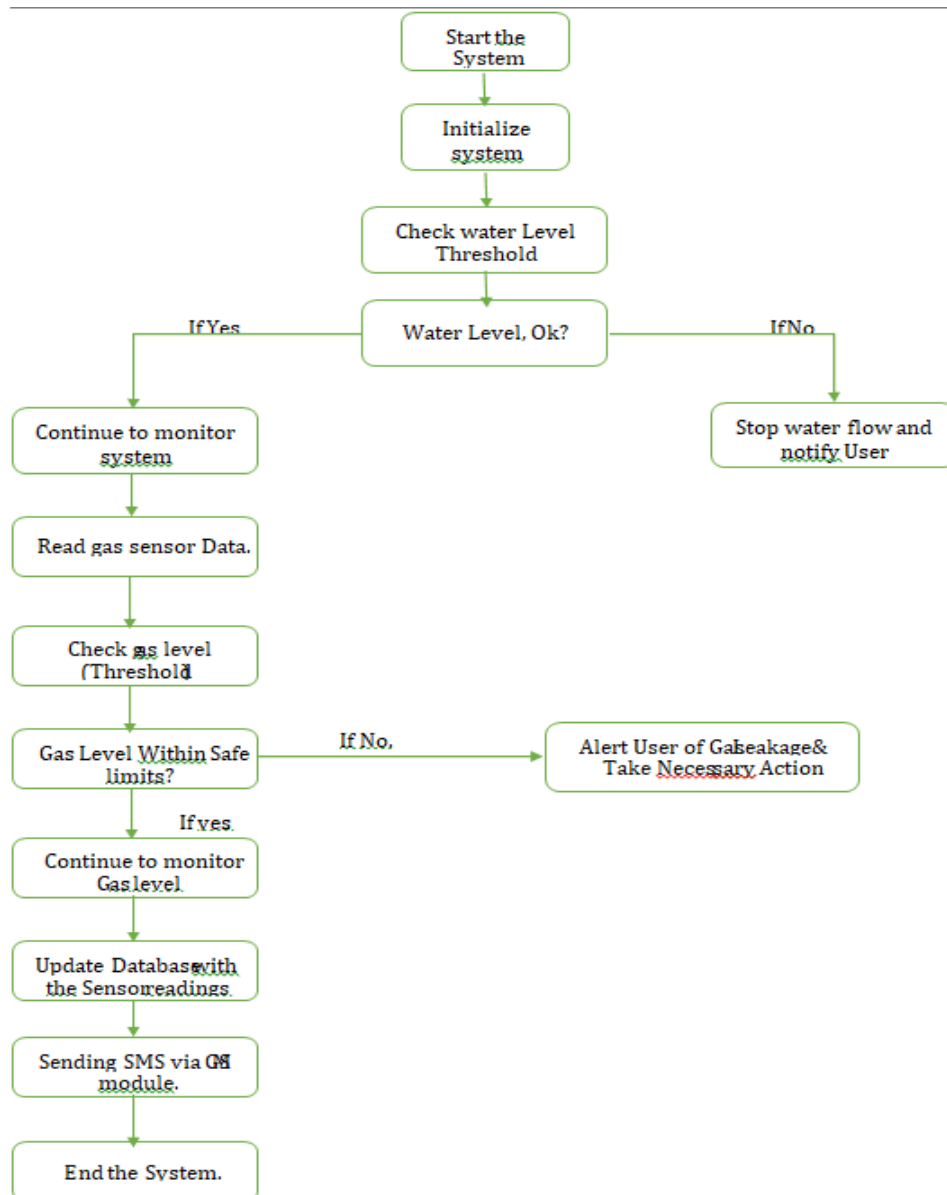 Start the
System
Initialize
system
Check water Level
Threshold
Water Level, Ok?
If Yes
If No
Continue to monitor
system
Stop water flow and
notify User
Read gas sensor Data.
Check gas level
(Threshold
Gas Level Within Safe
limits?
If No,
Alert User of GasLeakage&
Take Necessary Action
If yes
Continue to monitor
Gas level
Update Database with
the Sensor readings
Sending SMS via GSM
module.
End the System.